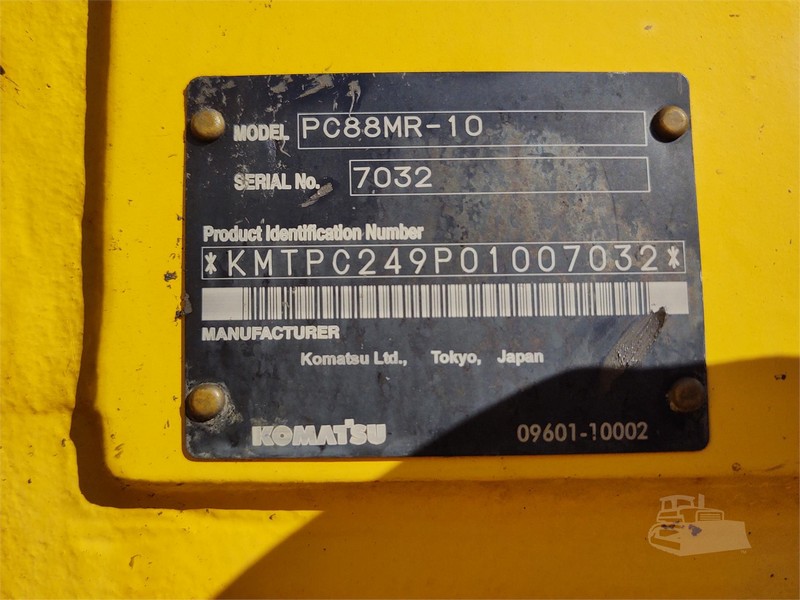 MODEL PC88MR-10
SERIAL No. 7032
Product Identification Number
*KMTPC249P01007032*
MANUFACTURER
Komatsu Ltd., Tokyo, Japan
KOMATSU 09601-10002